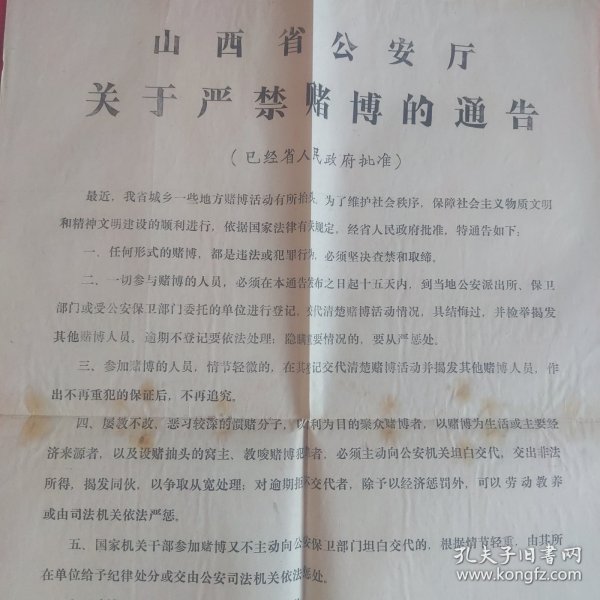 山西省公安厅
关于严禁赌博的通告
(已经省人民政府批准)
最近，我省城乡一些地方赌博活动有所抬头。为了维护社会秩序，保障社会主义物质文明
和精神文明建设的顺利进行，依据国家法律有关规定，经省人民政府批准，特通告如下：
一、任何形式的赌博，都是违法或犯罪行为，必须坚决查禁和取缔。
二、一切参与赌博的人员，必须在本通告发布之日起十五天内，到当地公安派出所、保卫
部门或受公安保卫部门委托的单位进行登记，交代清楚赌博活动情况，具结悔过，并检举揭发
其他赌博人员。逾期不登记要依法处理；隐瞒重要情况的，要从严惩处。
三、参加赌博的人员，情节轻微的，在其登记交代清楚赌博活动并揭发其他赌博人员，作
出不再重犯的保证后，不再追究。
四、屡教不改、恶习较深的惯赌分子，以营利为目的聚众赌博者，以赌博为生活或主要经
济来源者，以及设赌抽头的窝主、教唆赌博犯罪者，必须主动向公安机关坦白交代，交出非法
所得，揭发同伙，以争取从宽处理；对逾期拒不交代者，除予以经济惩罚外，可以劳动教养
或由司法机关依法严惩。
五、国家机关干部参加赌博又不主动向公安保卫部门坦白交代的，根据情节轻重，由其所
在单位给予纪律处分或交由公安司法机关依法惩处。
孔夫子旧书网
www.kongfz.com